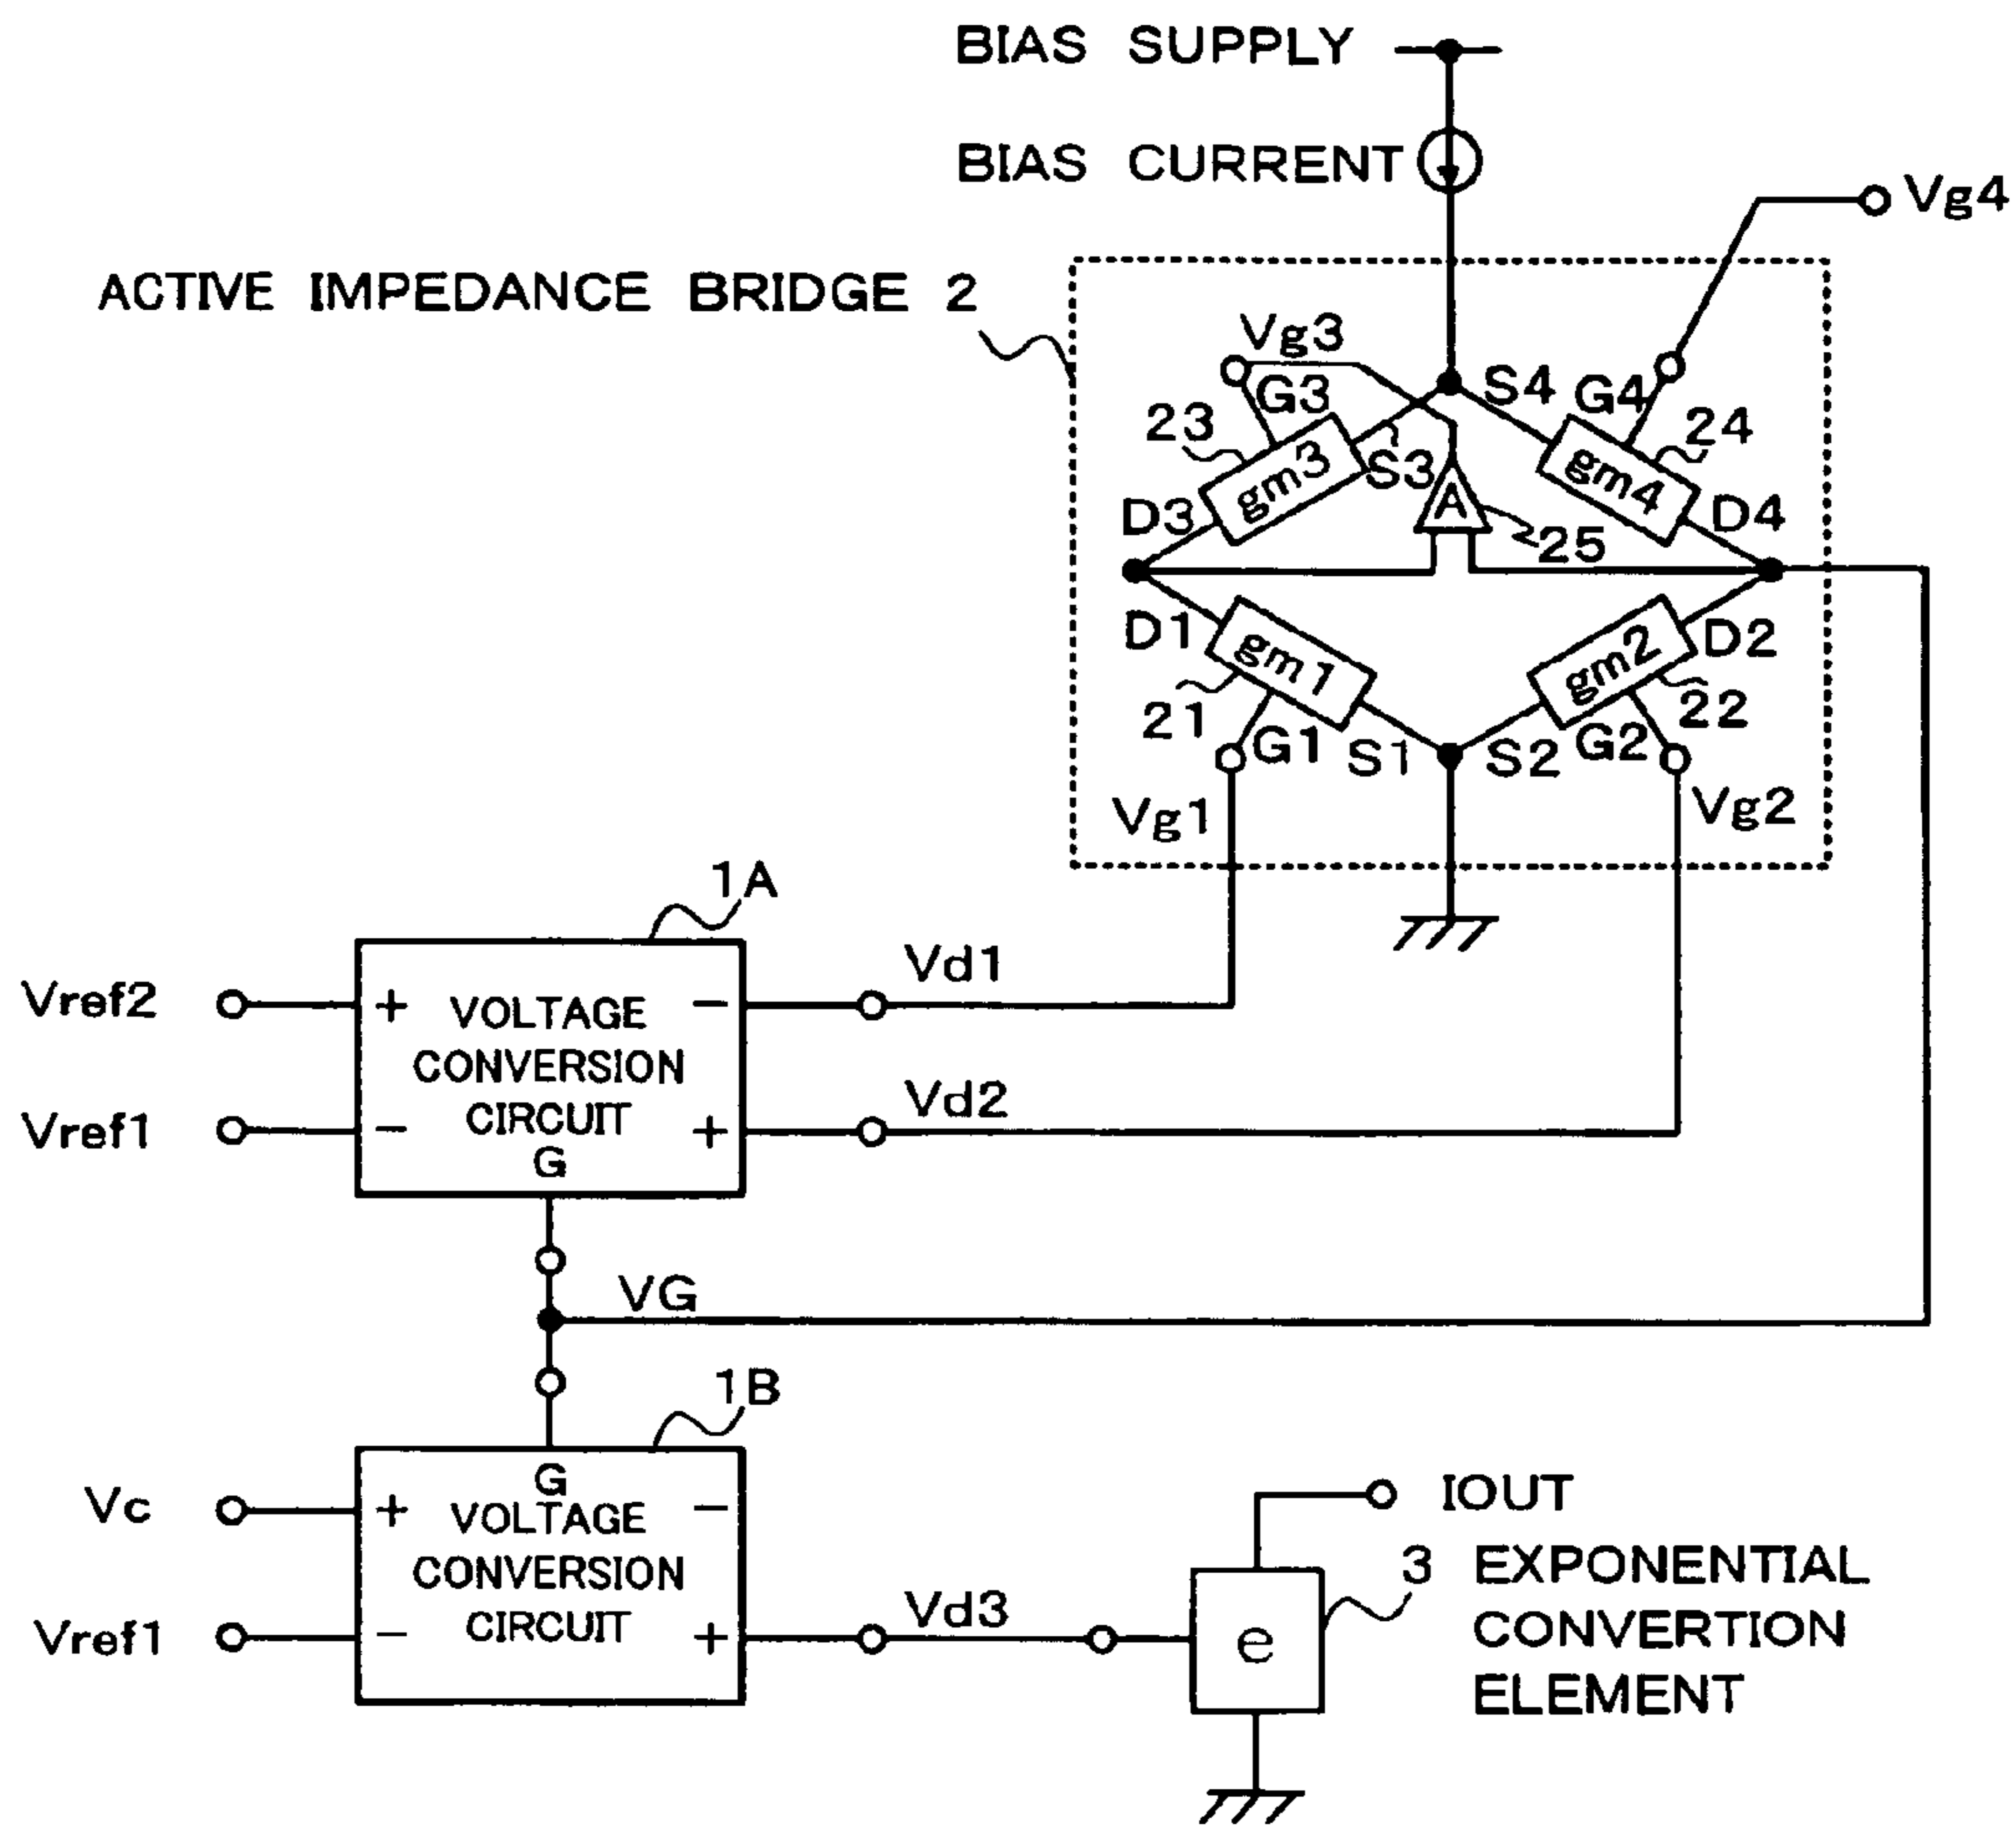 BIAS SUPPLY
BIAS CURRENT
Vg4
ACTIVE IMPEDANCE BRIDGE 2
Vg3
G3
S4
G4
23
24
gm3
S3
gm4
D3
A
D4
25
D1
gm1
gm2
D2
21
G1
S1
S2
G2
22
Vg1
Vg2
1A
Vref2
+
VOLTAGE
CONVERSION
CIRCUIT
G
−
Vd1
Vref1
−
+
Vd2
VG
1B
Vc
+
G
VOLTAGE
CONVERSION
CIRCUIT
−
Vref1
−
+
Vd3
e
IOUT
3 EXPONENTIAL
CONVERTION
ELEMENT